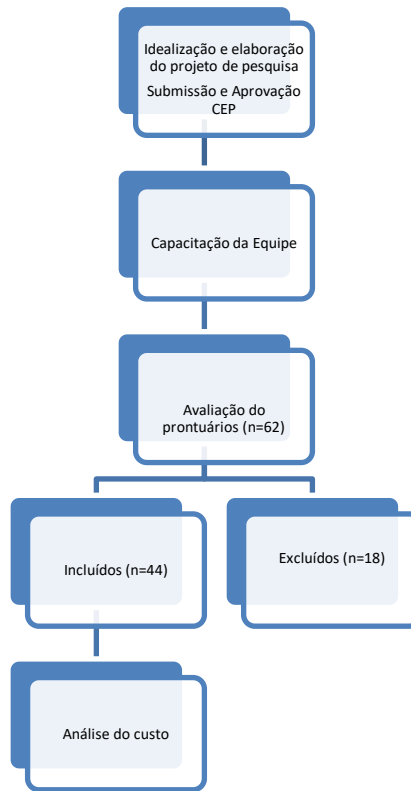 Idealização e elaboração
do projeto de pesquisa
Submissão e Aprovação
CEP
Capacitação da Equipe
Avaliação do
prontuários (n=62)
Incluídos (n=44)
Excluídos (n=18)
Análise do custo